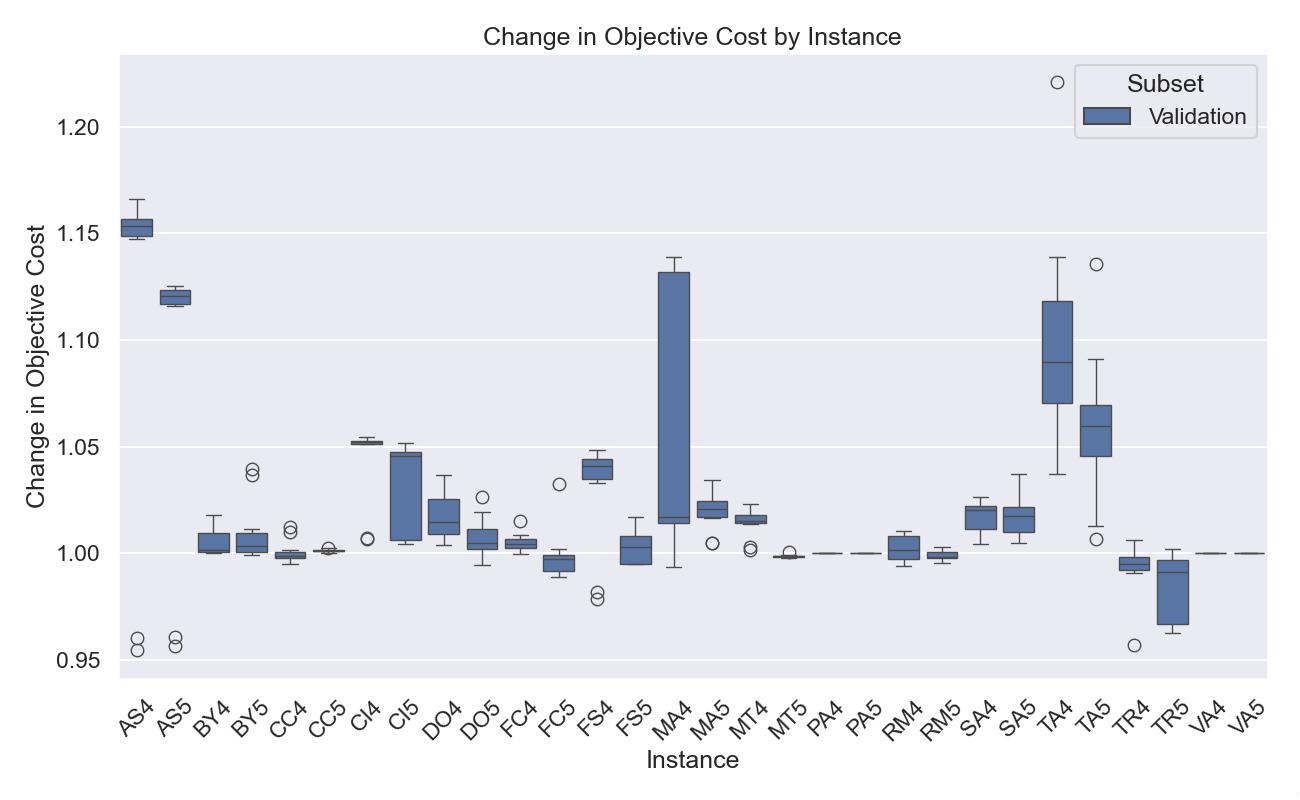 Change in Objective Cost by Instance
Subset
Validation
1.20
1.15
1.10
1.05
1.00
0.95
Change in Objective Cost
AS4 AS5 BY4 BY5 CC4 CC5 CI4 CI5 DO4 DO5 FC4 FC5 FS4 FS5 MA4 MA5 MT4 MT5 PA4 PA5 RM4 RM5 SA4 SA5 TA4 TA5 TR4 TR5 VA4 VA5
Instance